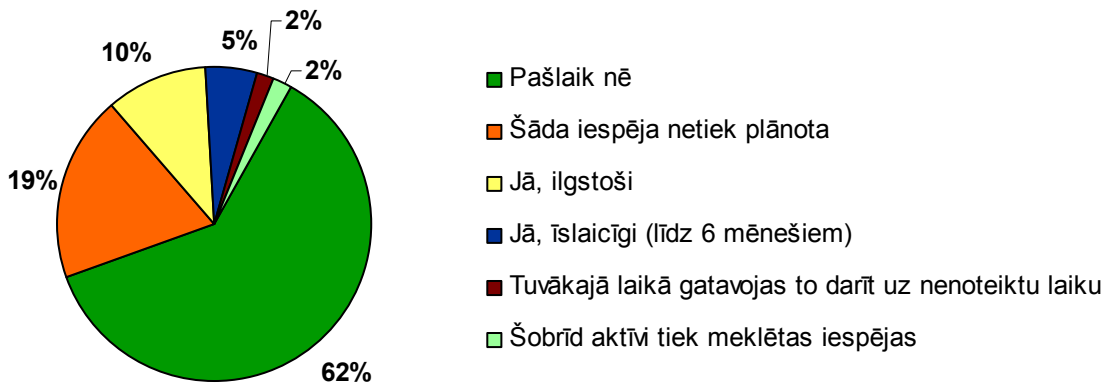 2%
10%
5%
2%
19%
62%
Pašlaik nē
Šāda iespēja netiek plānota
Jā, ilgstoši
Jā, īslaicīgi (līdz 6 mēnešiem)
Tuvākajā laikā gatavojas to darīt uz nenoteiktu laiku
Šobrīd aktīvi tiek meklētas iespējas